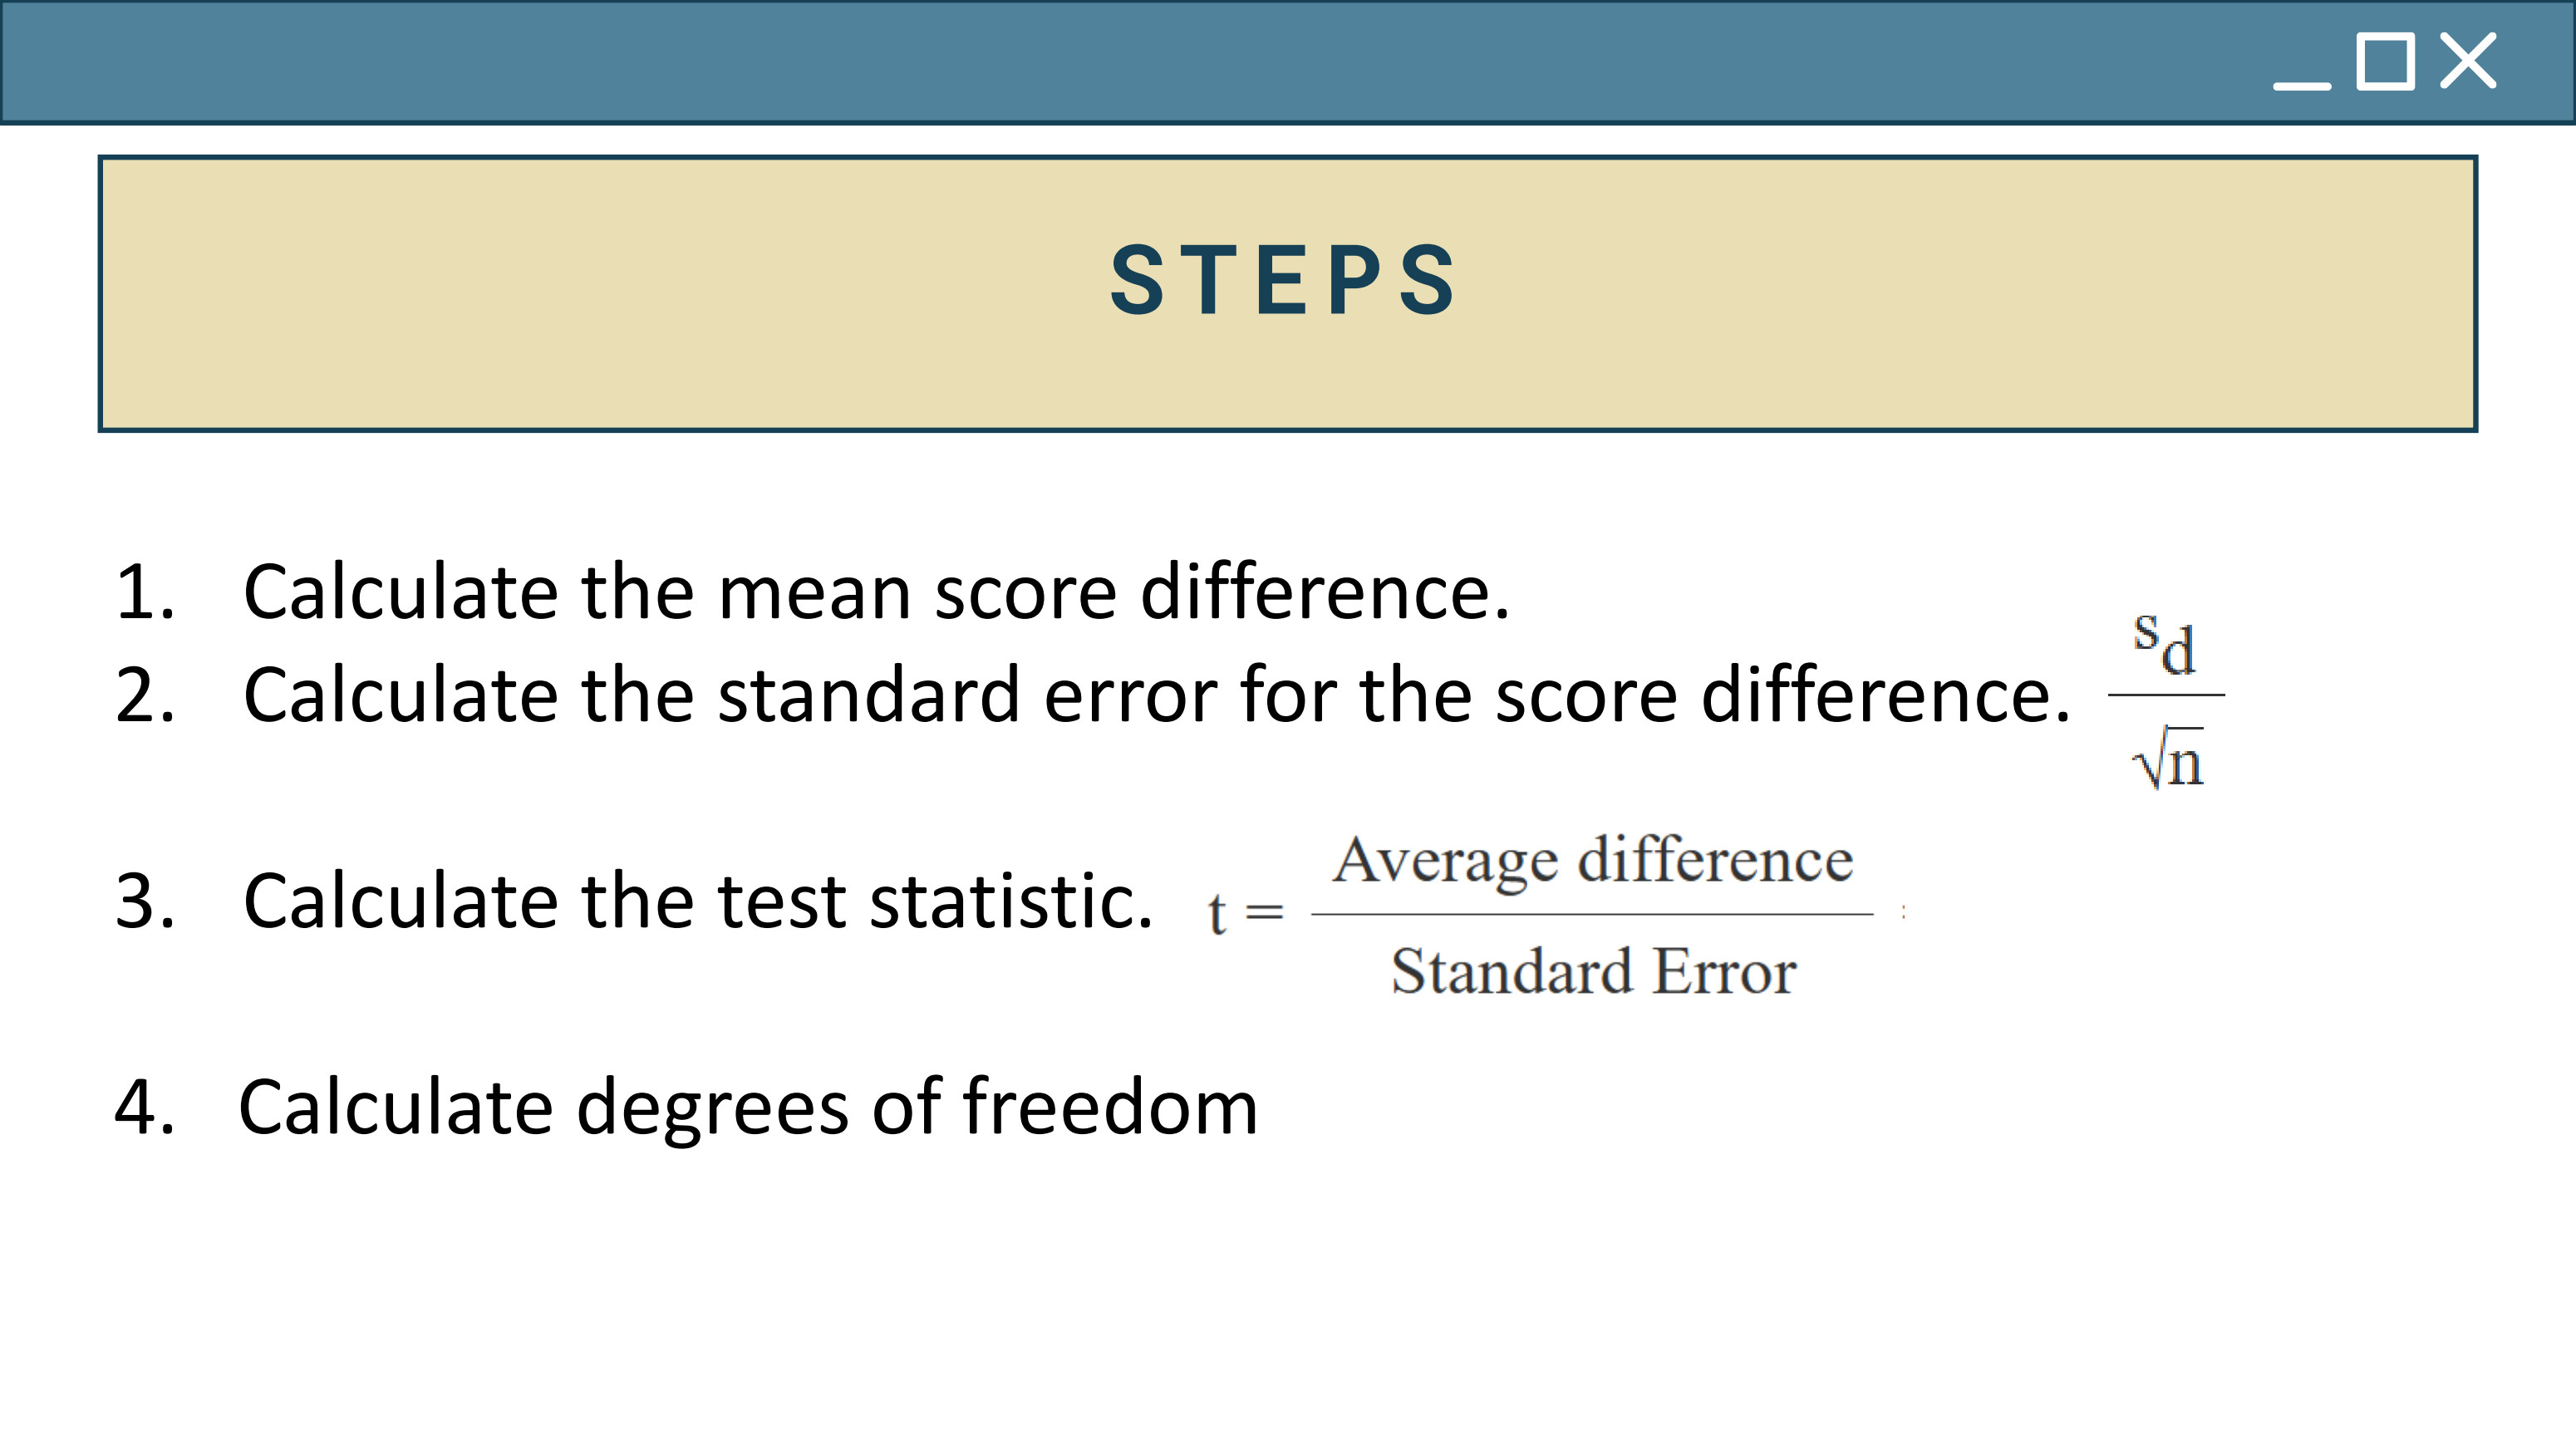 STEPS
1. Calculate the mean score difference.
2. Calculate the standard error for the score difference. s_d / √n
3. Calculate the test statistic. t = Average difference / Standard Error :
4. Calculate degrees of freedom